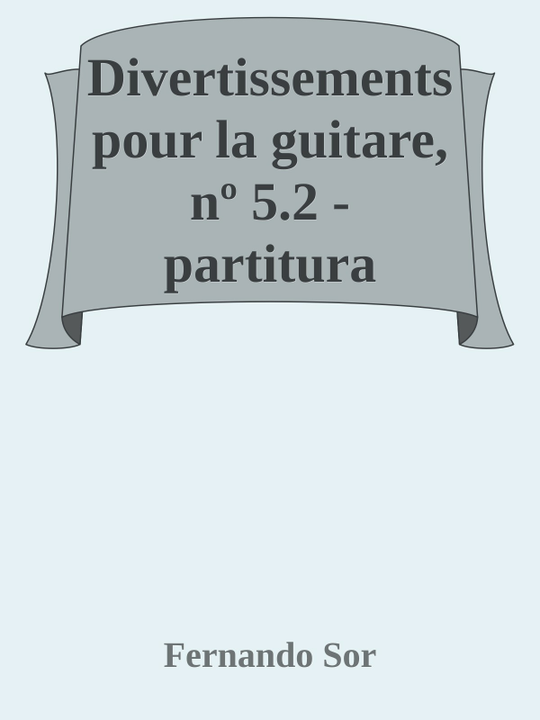 Divertissements
pour la guitare,
nº 5.2 -
partitura
Fernando Sor